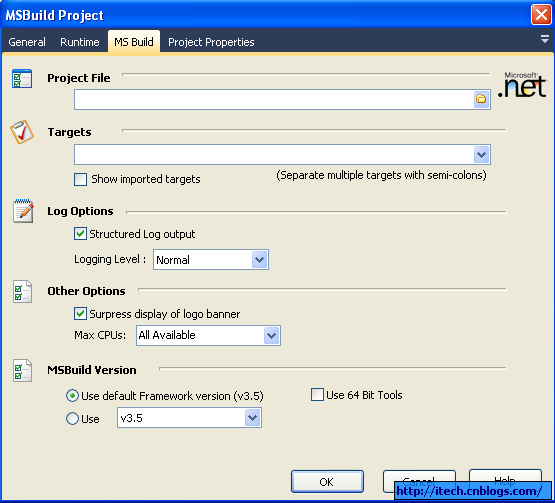 MSBuild Project
General Runtime MS Build Project Properties
Project File
Microsoft
.net
Targets
Show imported targets (Separate multiple targets with semi-colons)
Log Options
Structured Log output
Logging Level : Normal
Other Options
Surpress display of logo banner
Max CPUs: All Available
MSBuild Version
Use default Framework version (v3.5) Use 64 Bit Tools
Use v3.5
OK Cancel Help
http://itech.cnblogs.com/